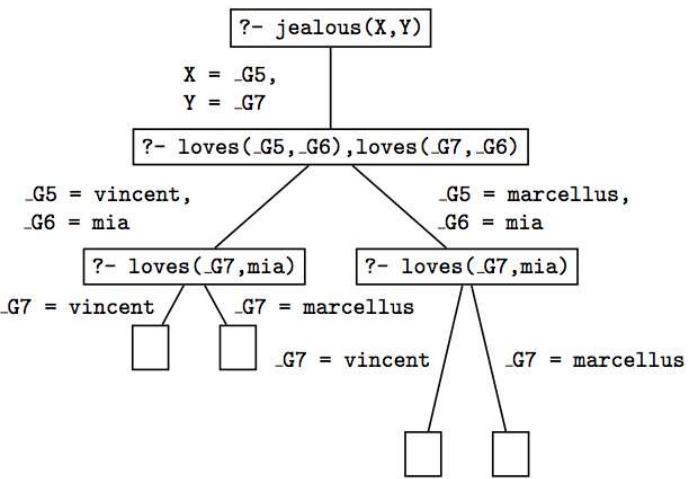 ?- jealous(X,Y)
X = _G5,
Y = _G7
?- loves(_G5,_G6),loves(_G7,_G6)
_G5 = vincent,
_G6 = mia
_G5 = marcellus,
_G6 = mia
?- loves(_G7,mia)
?- loves(_G7,mia)
_G7 = vincent
_G7 = marcellus
_G7 = vincent
_G7 = marcellus